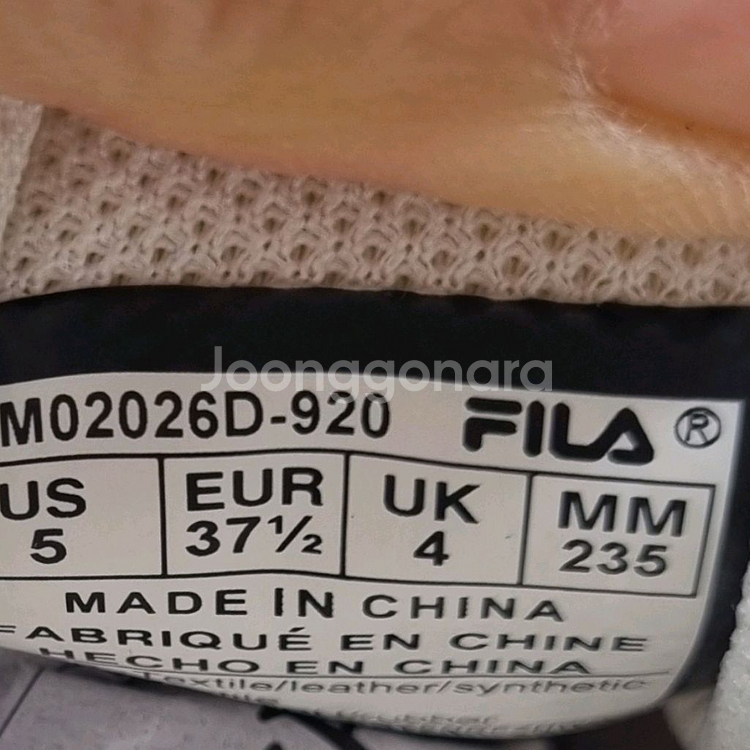 Joonggonara
M02026D-920 FILA®
US EUR UK MM
5 37½ 4 235
MADE IN CHINA
FABRIQUÉ EN CHINE
HECHO EN CHINA
Textile/leather/synthetic
rubber